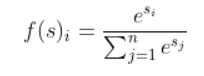 f(s)_i = \frac{e^{s_i}}{\sum_{j=1}^{n} e^{s_j}}